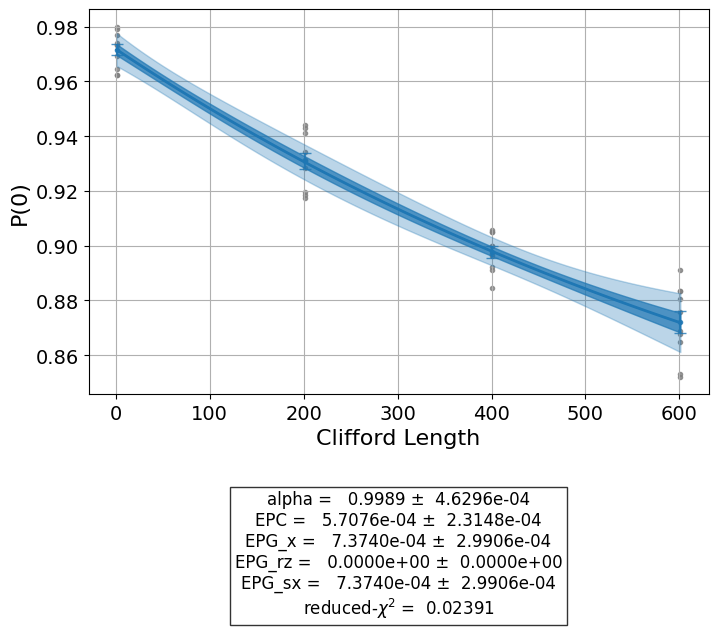 0.98
0.96
0.94
0.92
0.90
0.88
0.86
P(0)
0 100 200 300 400 500 600
Clifford Length
alpha = 0.9989 ± 4.6296e-04
EPC = 5.7076e-04 ± 2.3148e-04
EPG_x = 7.3740e-04 ± 2.9906e-04
EPG_rz = 0.0000e+00 ± 0.0000e+00
EPG_sx = 7.3740e-04 ± 2.9906e-04
reduced-χ² = 0.02391